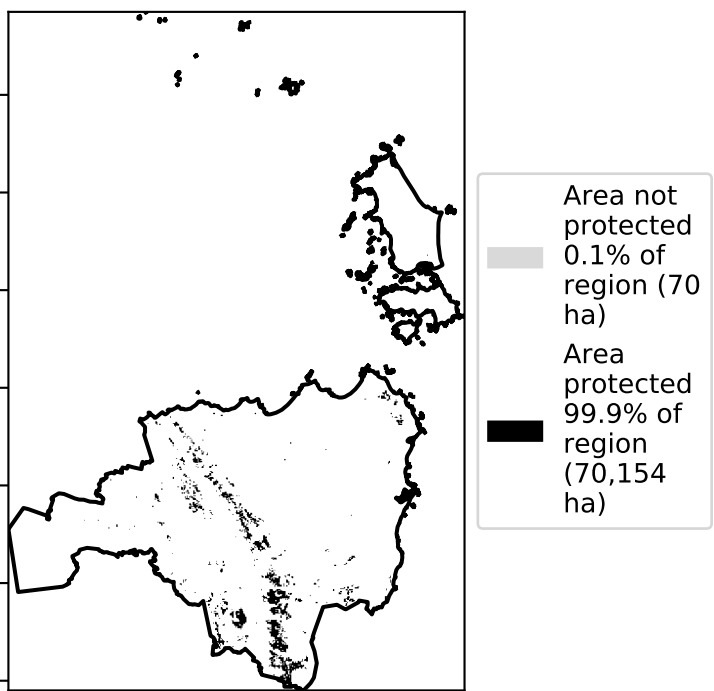 Area not
protected
0.1% of
region (70
ha)
Area
protected
99.9% of
region
(70,154
ha)